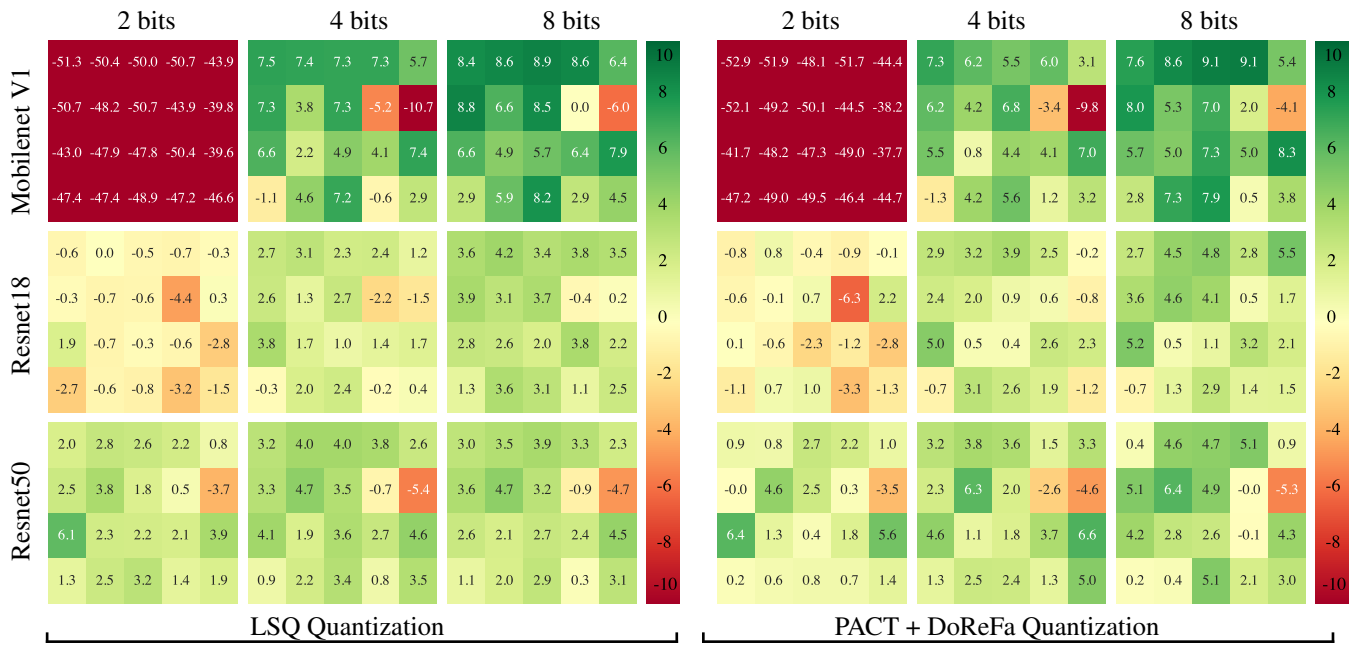 2 bits 4 bits 8 bits 2 bits 4 bits 8 bits
Mobilenet V1
-51.3 -50.4 -50.0 -50.7 -43.9 7.5 7.4 7.3 7.3 5.7 8.4 8.6 8.9 8.6 6.4 10 -52.9 -51.9 -48.1 -51.7 -44.4 7.3 6.2 5.5 6.0 3.1 7.6 8.6 9.1 9.1 5.4 10
8 8
-50.7 -48.2 -50.7 -43.9 -39.8 7.3 3.8 7.3 -5.2 -10.7 8.8 6.6 8.5 0.0 -6.0 -52.1 -49.2 -50.1 -44.5 -38.2 6.2 4.2 6.8 -3.4 -9.8 8.0 5.3 7.0 2.0 -4.1
-43.0 -47.9 -47.8 -50.4 -39.6 6.6 2.2 4.9 4.1 7.4 6.6 4.9 5.7 6.4 7.9 6 -41.7 -48.2 -47.3 -49.0 -37.7 5.5 0.8 4.4 4.1 7.0 5.7 5.0 7.3 5.0 8.3 6
-47.4 -47.4 -48.9 -47.2 -46.6 -1.1 4.6 7.2 -0.6 2.9 2.9 5.9 8.2 2.9 4.5 4 -47.2 -49.0 -49.5 -46.4 -44.7 -1.3 4.2 5.6 1.2 3.2 2.8 7.3 7.9 0.5 3.8 4
Resnet18
-0.6 0.0 -0.5 -0.7 -0.3 2.7 3.1 2.3 2.4 1.2 3.6 4.2 3.4 3.8 3.5 2 -0.8 0.8 -0.4 -0.9 -0.1 2.9 3.2 3.9 2.5 -0.2 2.7 4.5 4.8 2.8 5.5 2
-0.3 -0.7 -0.6 -4.4 0.3 2.6 1.3 2.7 -2.2 -1.5 3.9 3.1 3.7 -0.4 0.2 0 -0.6 -0.1 0.7 -6.3 2.2 2.4 2.0 0.9 0.6 -0.8 3.6 4.6 4.1 0.5 1.7 0
1.9 -0.7 -0.3 -0.6 -2.8 3.8 1.7 1.0 1.4 1.7 2.8 2.6 2.0 3.8 2.2 0.1 -0.6 -2.3 -1.2 -2.8 5.0 0.5 0.4 2.6 2.3 5.2 0.5 1.1 3.2 2.1
-2.7 -0.6 -0.8 -3.2 -1.5 -0.3 2.0 2.4 -0.2 0.4 1.3 3.6 3.1 1.1 2.5 -2 -1.1 0.7 1.0 -3.3 -1.3 -0.7 3.1 2.6 1.9 -1.2 -0.7 1.3 2.9 1.4 1.5 -2
Resnet50
2.0 2.8 2.6 2.2 0.8 3.2 4.0 4.0 3.8 2.6 3.0 3.5 3.9 3.3 2.3 -4 0.9 0.8 2.7 2.2 1.0 3.2 3.8 3.6 1.5 3.3 0.4 4.6 4.7 5.1 0.9 -4
2.5 3.8 1.8 0.5 -3.7 3.3 4.7 3.5 -0.7 -5.4 3.6 4.7 3.2 -0.9 -4.7 -6 -0.0 4.6 2.5 0.3 -3.5 2.3 6.3 2.0 -2.6 -4.6 5.1 6.4 4.9 -0.0 -5.3 -6
6.1 2.3 2.2 2.1 3.9 4.1 1.9 3.6 2.7 4.6 2.6 2.1 2.7 2.4 4.5 -8 6.4 1.3 0.4 1.8 5.6 4.6 1.1 1.8 3.7 6.6 4.2 2.8 2.6 -0.1 4.3 -8
1.3 2.5 3.2 1.4 1.9 0.9 2.2 3.4 0.8 3.5 1.1 2.0 2.9 0.3 3.1 -10 0.2 0.6 0.8 0.7 1.4 1.3 2.5 2.4 1.3 5.0 0.2 0.4 5.1 2.1 3.0 -10
LSQ Quantization PACT + DoReFa Quantization